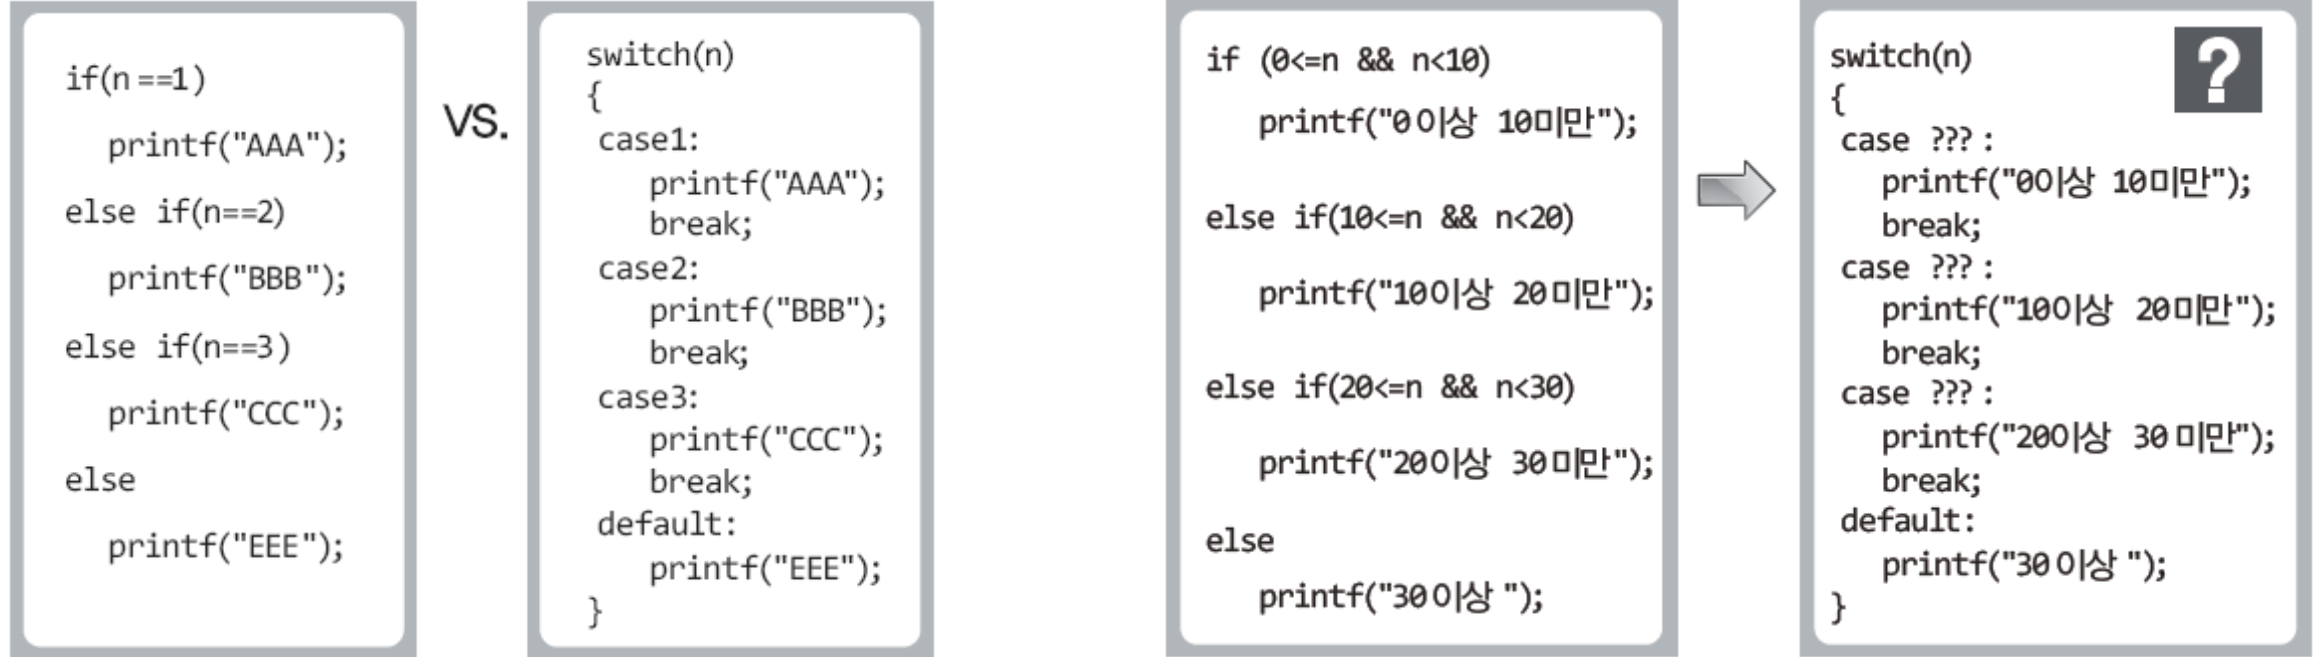 if(n==1)
printf("AAA");
else if(n==2)
printf("BBB");
else if(n==3)
printf("CCC");
else
printf("EEE");
VS.
switch(n)
{
case1:
printf("AAA");
break;
case2:
printf("BBB");
break;
case3:
printf("CCC");
break;
default:
printf("EEE");
}
if (0<=n && n<10)
printf("0이상 10미만");
else if(10<=n && n<20)
printf("10이상 20미만");
else if(20<=n && n<30)
printf("20이상 30미만");
else
printf("30이상 ");
?
switch(n)
{
case ??? :
printf("0이상 10미만");
break;
case ??? :
printf("10이상 20미만");
break;
case ??? :
printf("20이상 30미만");
break;
default:
printf("30이상 ");
}